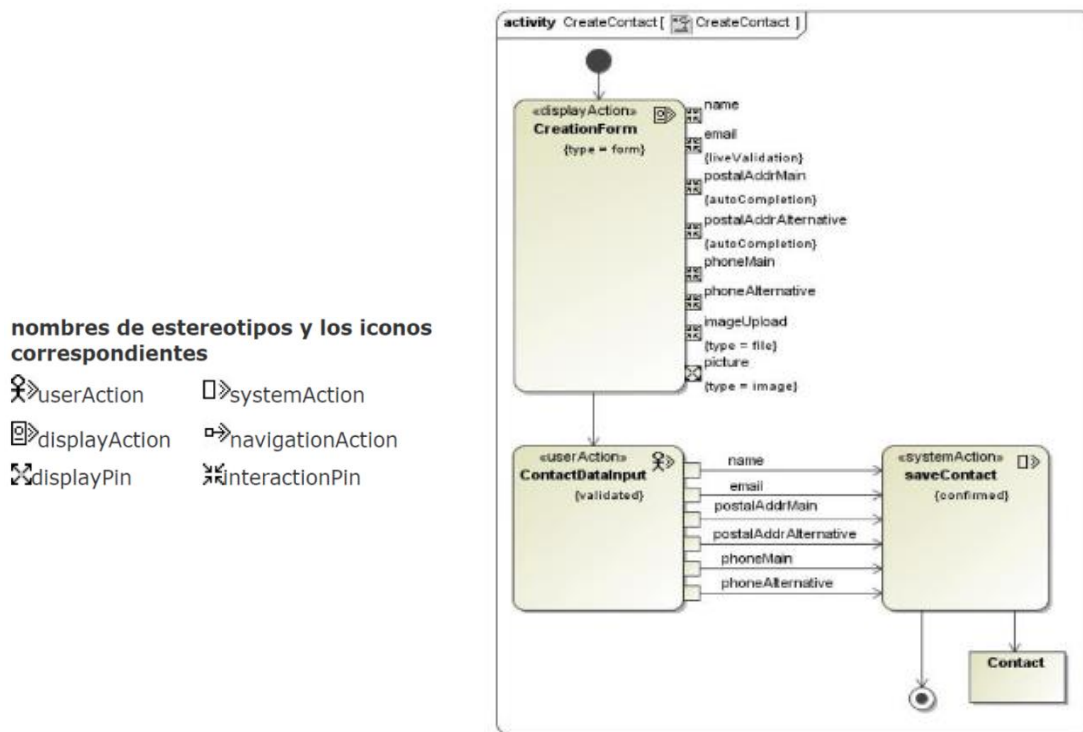 activity CreateContact [ CreateContact ]
«displayAction»
CreationForm
{type = form}
name
email
{liveValidation}
postalAddrMain
{autoCompletion}
postalAddrAlternative
{autoCompletion}
phoneMain
phoneAlternative
imageUpload
{type = file}
picture
{type = image}
nombres de estereotipos y los iconos
correspondientes
userAction systemAction
displayAction navigationAction
displayPin interactionPin
«userAction»
ContactDataInput
{validated}
name
email
postalAddrMain
postalAddrAlternative
phoneMain
phoneAlternative
«systemAction»
saveContact
{confirmed}
Contact